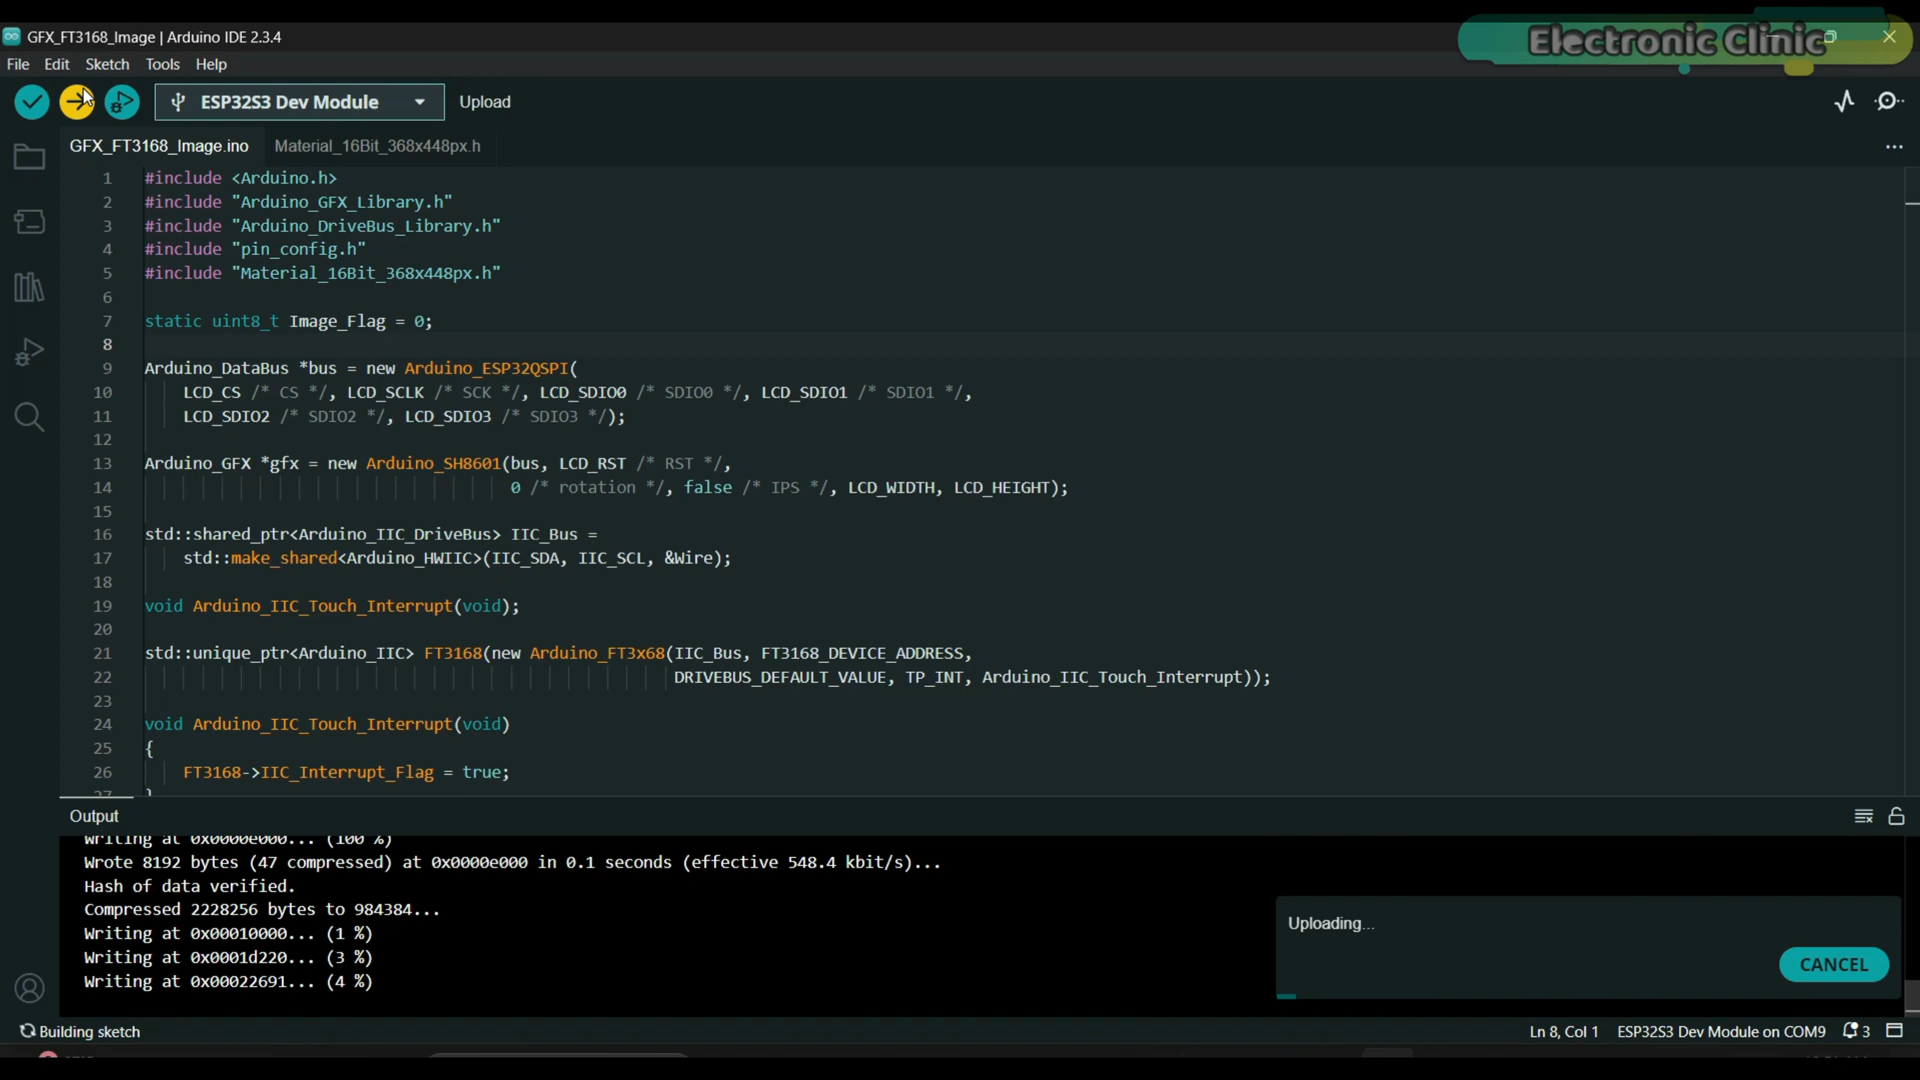 GFX_FT3168_Image | Arduino IDE 2.3.4
Electronic Clinic
File Edit Sketch Tools Help
ESP32S3 Dev Module
Upload
GFX_FT3168_Image.ino
Material_16Bit_368x448px.h
1 #include <Arduino.h>
2 #include "Arduino_GFX_Library.h"
3 #include "Arduino_DriveBus_Library.h"
4 #include "pin_config.h"
5 #include "Material_16Bit_368x448px.h"
6
7 static uint8_t Image_Flag = 0;
8
9 Arduino_DataBus *bus = new Arduino_ESP32QSPI(
10 LCD_CS /* CS */, LCD_SCLK /* SCK */, LCD_SDIO0 /* SDIO0 */, LCD_SDIO1 /* SDIO1 */,
11 LCD_SDIO2 /* SDIO2 */, LCD_SDIO3 /* SDIO3 */);
12
13 Arduino_GFX *gfx = new Arduino_SH8601(bus, LCD_RST /* RST */,
14 0 /* rotation */, false /* IPS */, LCD_WIDTH, LCD_HEIGHT);
15
16 std::shared_ptr<Arduino_IIC_DriveBus> IIC_Bus =
17 std::make_shared<Arduino_HWIIC>(IIC_SDA, IIC_SCL, &Wire);
18
19 void Arduino_IIC_Touch_Interrupt(void);
20
21 std::unique_ptr<Arduino_IIC> FT3168(new Arduino_FT3x68(IIC_Bus, FT3168_DEVICE_ADDRESS,
22 DRIVEBUS_DEFAULT_VALUE, TP_INT, Arduino_IIC_Touch_Interrupt));
23
24 void Arduino_IIC_Touch_Interrupt(void)
25 {
26 FT3168->IIC_Interrupt_Flag = true;
27 }
Output
Writing at 0x0000e000... (100 %)
Wrote 8192 bytes (47 compressed) at 0x0000e000 in 0.1 seconds (effective 548.4 kbit/s)...
Hash of data verified.
Compressed 2228256 bytes to 984384...
Writing at 0x00010000... (1 %)
Writing at 0x0001d220... (3 %)
Writing at 0x00022691... (4 %)
Uploading...
CANCEL
Building sketch
Ln 8, Col 1
ESP32S3 Dev Module on COM9
3